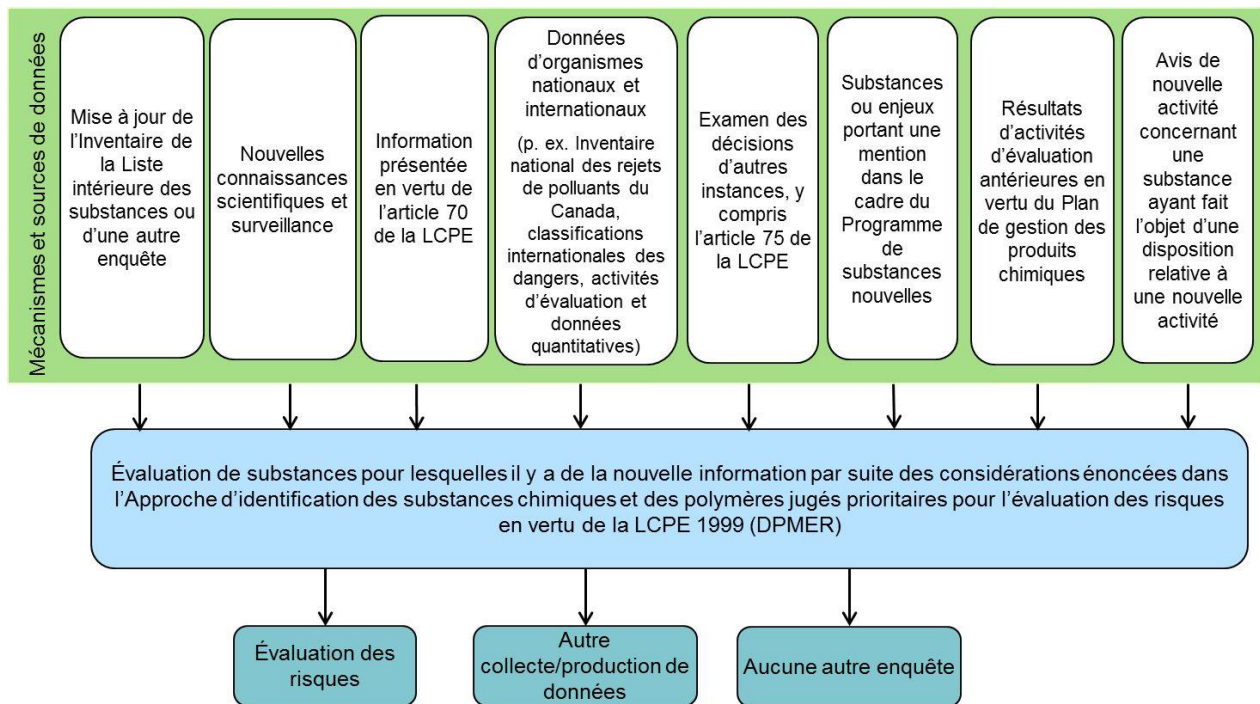 Mécanismes et sources de données
Mise à jour de
l’Inventaire de
la Liste
intérieure des
substances ou
d’une autre
enquête
Nouvelles
connaissances
scientifiques et
surveillance
Information
présentée
en vertu de
l’article 70
de la LCPE
Données
d’organismes
nationaux et
internationaux
(p. ex. Inventaire
national des rejets
de polluants du
Canada,
classifications
internationales des
dangers, activités
d’évaluation et
données
quantitatives)
Examen des
décisions
d’autres
instances, y
compris
l’article 75 de
la LCPE
Substances
ou enjeux
portant une
mention
dans le
cadre du
Programme
de
substances
nouvelles
Résultats
d’activités
d’évaluation
antérieures en
vertu du Plan
de gestion des
produits
chimiques
Avis de
nouvelle
activité
concernant
une
substance
ayant fait
l’objet d’une
disposition
relative à
une nouvelle
activité
Évaluation de substances pour lesquelles il y a de la nouvelle information par suite des considérations énoncées dans
l’Approche d’identification des substances chimiques et des polymères jugés prioritaires pour l’évaluation des risques
en vertu de la LCPE 1999 (DPMER)
Évaluation des
risques
Autre
collecte/production de
données
Aucune autre enquête